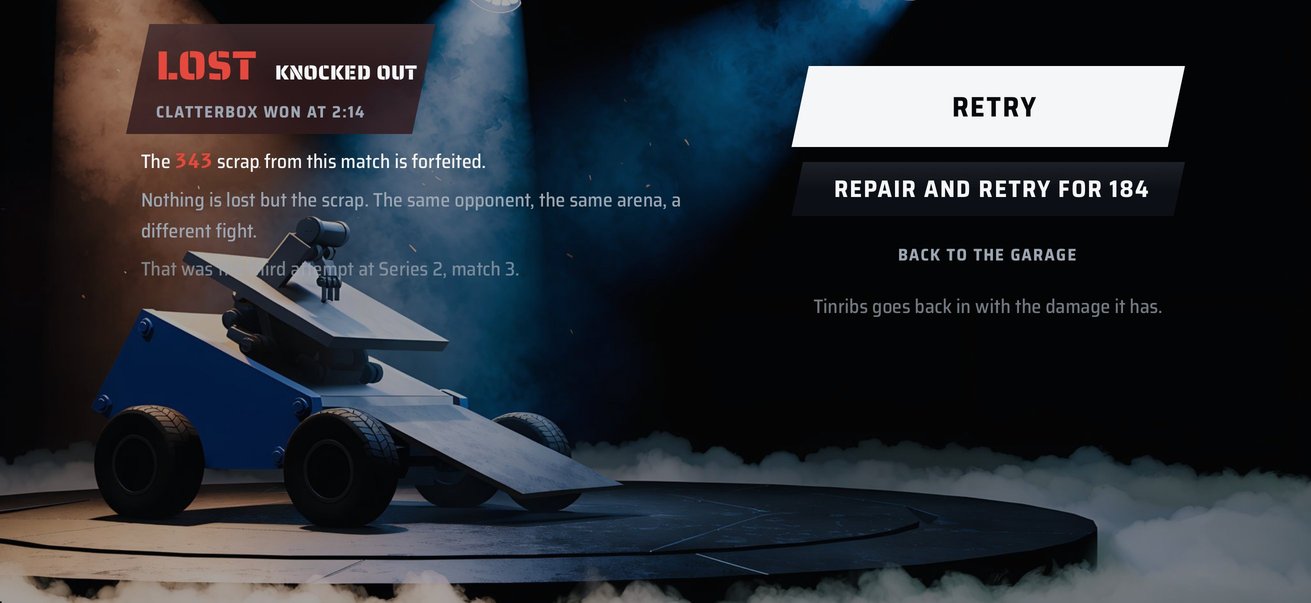 LOST KNOCKED OUT
CLATTERBOX WON AT 2:14
The 343 scrap from this match is forfeited.
Nothing is lost but the scrap. The same opponent, the same arena, a
different fight.
That was attempt at Series 2, match 3.
RETRY
REPAIR AND RETRY FOR 184
BACK TO THE GARAGE
Tinribs goes back in with the damage it has.